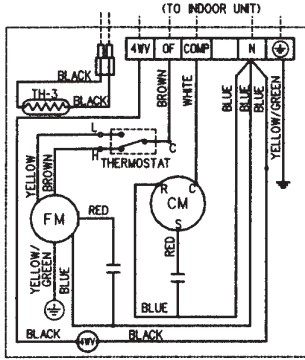 (TO INDOOR UNIT)
4WV OF COMP N
BLACK
TH-3
BLACK
BROWN
WHITE
BLUE
BLUE
BLUE
YELLOW/GREEN
L
H
C
THERMOSTAT
YELLOW
BROWN
FM
RED
R
C
S
CM
RED
YELLOW/
GREEN
BLUE
BLUE
BLACK
4WV
BLACK